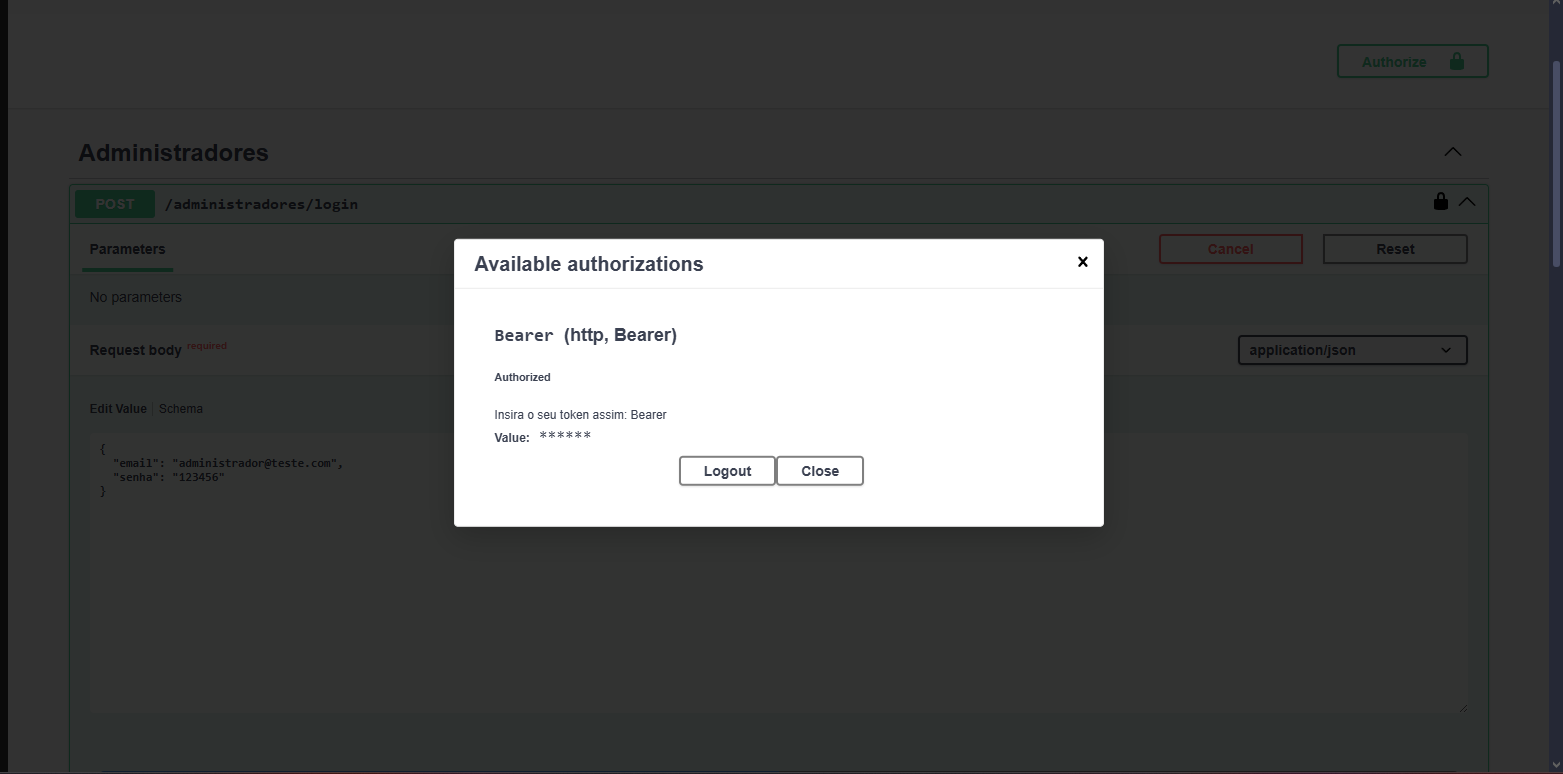 Authorize
Administradores
POST /administradores/login
Parameters
Cancel
Reset
No parameters
Request body required
application/json
Edit Value | Schema
{
"email": "administrador@teste.com",
"senha": "123456"
}
Available authorizations
×
Bearer (http, Bearer)
Authorized
Insira o seu token assim: Bearer
Value: ******
Logout
Close